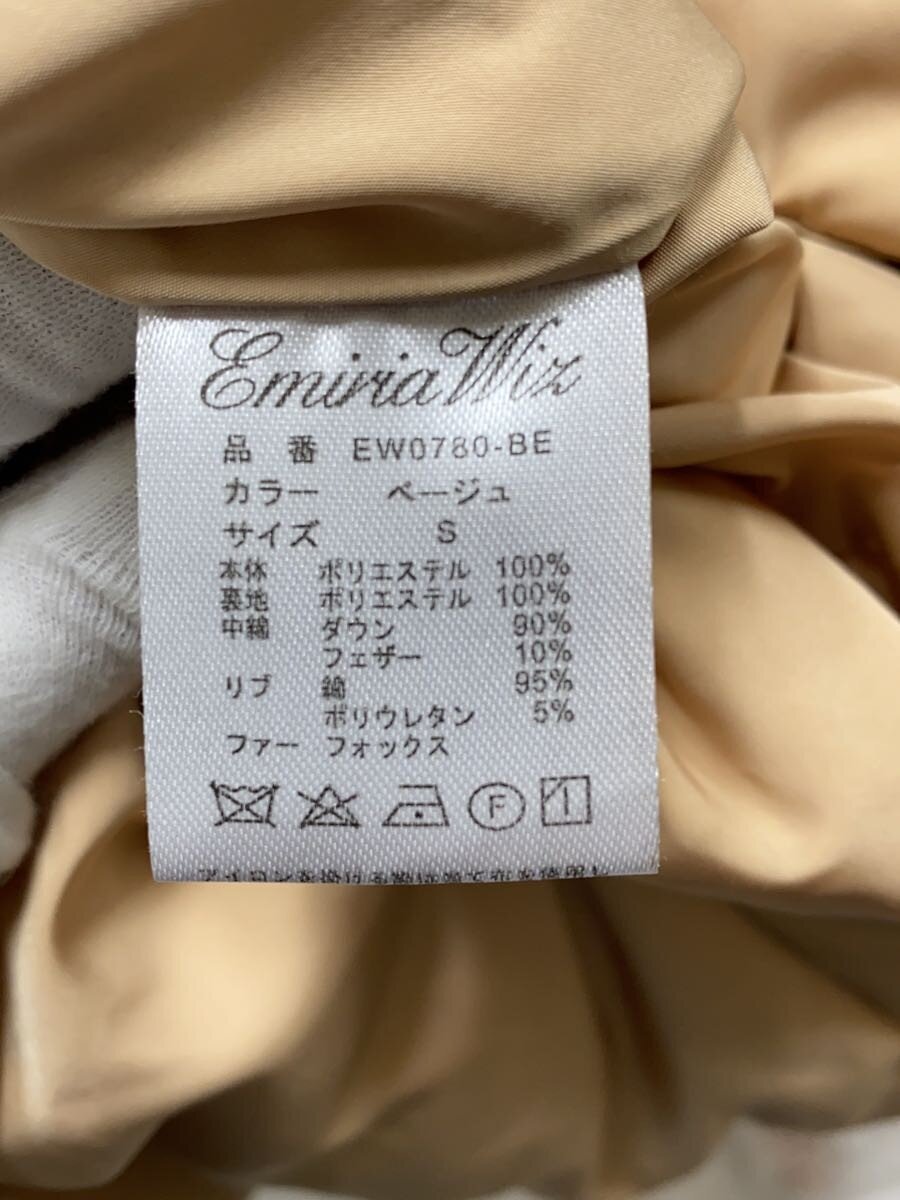 Emiria Wiz
品 番 EW0780-BE
カラー ベージュ
サイズ S
本体 ポリエステル 100%
裏地 ポリエステル 100%
中綿 ダウン 90%
フェザー 10%
リブ 綿 95%
ポリウレタン 5%
ファー フォックス
F